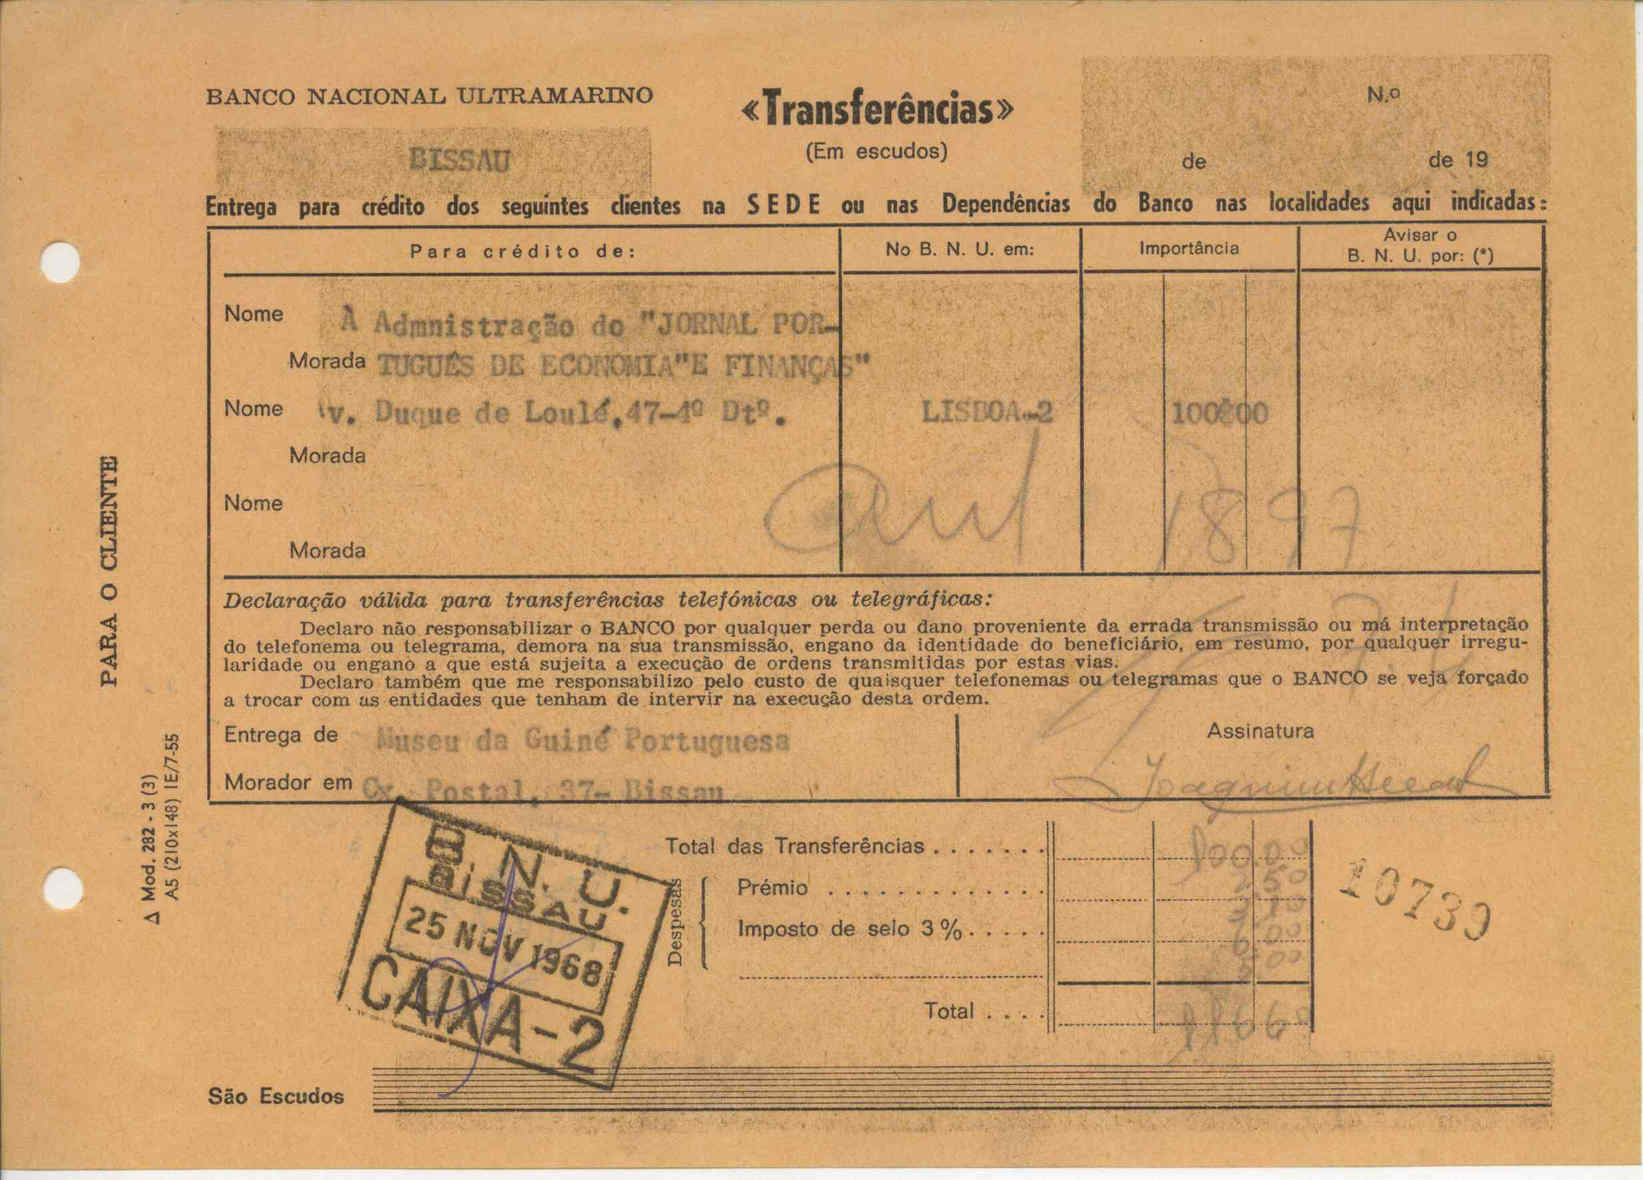 BANCO NACIONAL ULTRAMARINO
«Transferências»
N.º
BISSAU
(Em escudos)
de de 19
Entrega para crédito dos seguintes clientes na SEDE ou nas Dependências do Banco nas localidades aqui indicadas:
Para crédito de:
No B. N. U. em:
Importância
Avisar o
B. N. U. por: (*)
Nome À Admnistração do "JORNAL POR-
Morada TUGUÊS DE ECONOMIA"E FINANÇAS"
Nome v. Duque de Loulé,47-4º Dtº. LISBOA-2 100$00
Morada
Nome
1897
Morada
Declaração válida para transferências telefónicas ou telegráficas:
Declaro não responsabilizar o BANCO por qualquer perda ou dano proveniente da errada transmissão ou má interpretação
do telefonema ou telegrama, demora na sua transmissão, engano da identidade do beneficiário, em resumo, por qualquer irregu-
laridade ou engano a que está sujeita a execução de ordens transmitidas por estas vias.
Declaro também que me responsabilizo pelo custo de quaisquer telefonemas ou telegramas que o BANCO se veja forçado
a trocar com as entidades que tenham de intervir na execução desta ordem.
Entrega de Museu da Guiné Portuguesa
Assinatura
Morador em Cx. Postal, 37- Bissau
Joaquim
B. N. U.
BISSAU
25 NOV 1968
CAIXA-2
Total das Transferências . . . . . . . 100.00
Despesas
Prémio . . . . . . . . . . . . .
Imposto de selo 3 % . . . . .
Total . . . .
10739
São Escudos
PARA O CLIENTE
Δ Mod. 282 - 3 (3)
A5 (210x148) IE/7-55